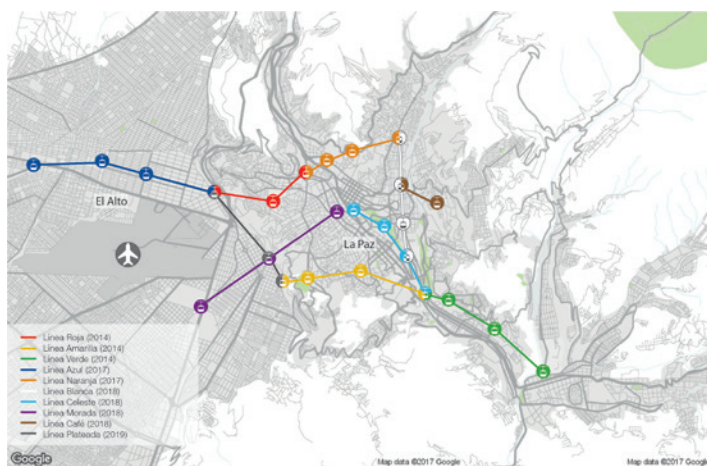 El Alto
La Paz
Línea Roja (2014)
Línea Amarilla (2014)
Línea Verde (2014)
Línea Azul (2017)
Línea Naranja (2017)
Línea Blanca (2018)
Línea Celeste (2018)
Línea Morada (2018)
Línea Café (2018)
Línea Plateada (2019)
Google
Map data ©2017 Google
Map data ©2017 Google